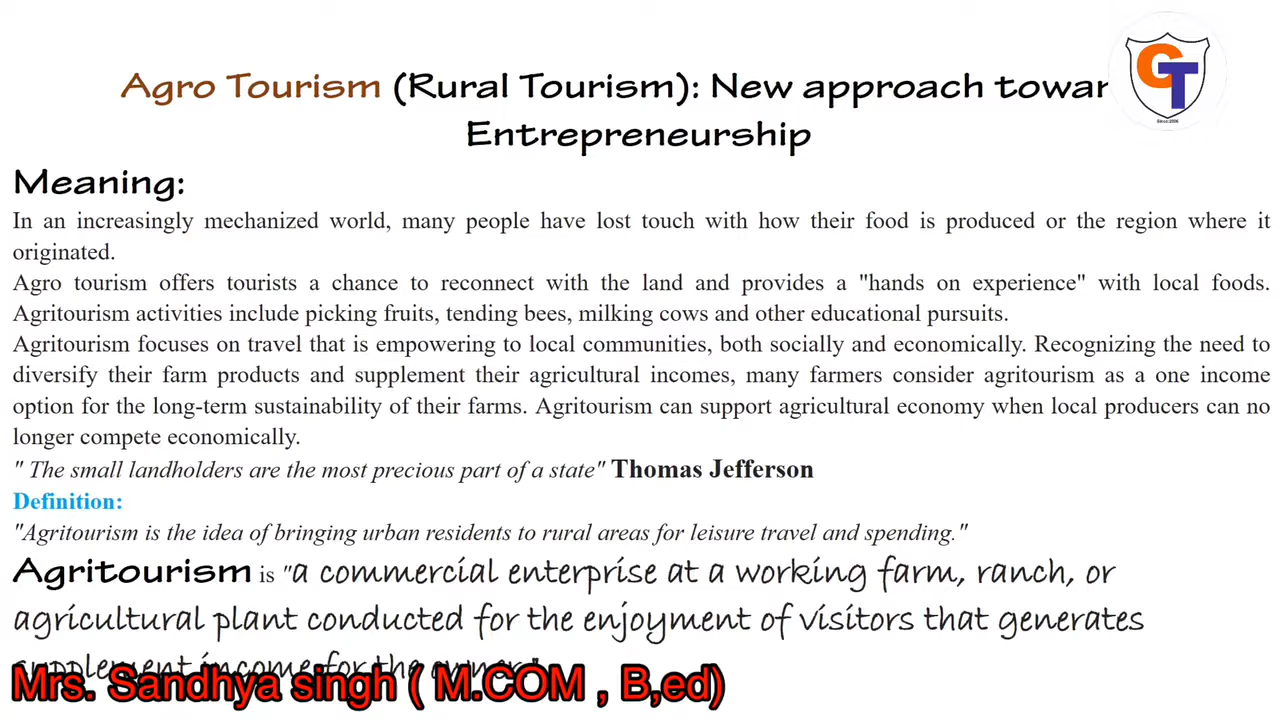 Agro Tourism (Rural Tourism): New approach towar
GT
Since:2006
Entrepreneurship
Meaning:
In an increasingly mechanized world, many people have lost touch with how their food is produced or the region where it
originated.
Agro tourism offers tourists a chance to reconnect with the land and provides a "hands on experience" with local foods.
Agritourism activities include picking fruits, tending bees, milking cows and other educational pursuits.
Agritourism focuses on travel that is empowering to local communities, both socially and economically. Recognizing the need to
diversify their farm products and supplement their agricultural incomes, many farmers consider agritourism as a one income
option for the long-term sustainability of their farms. Agritourism can support agricultural economy when local producers can no
longer compete economically.
" The small landholders are the most precious part of a state" Thomas Jefferson
Definition:
"Agritourism is the idea of bringing urban residents to rural areas for leisure travel and spending."
Agritourism is "a commercial enterprise at a working farm, ranch, or
agricultural plant conducted for the enjoyment of visitors that generates
supplement income for the owner."
Mrs. Sandhya singh ( M.COM , B,ed)